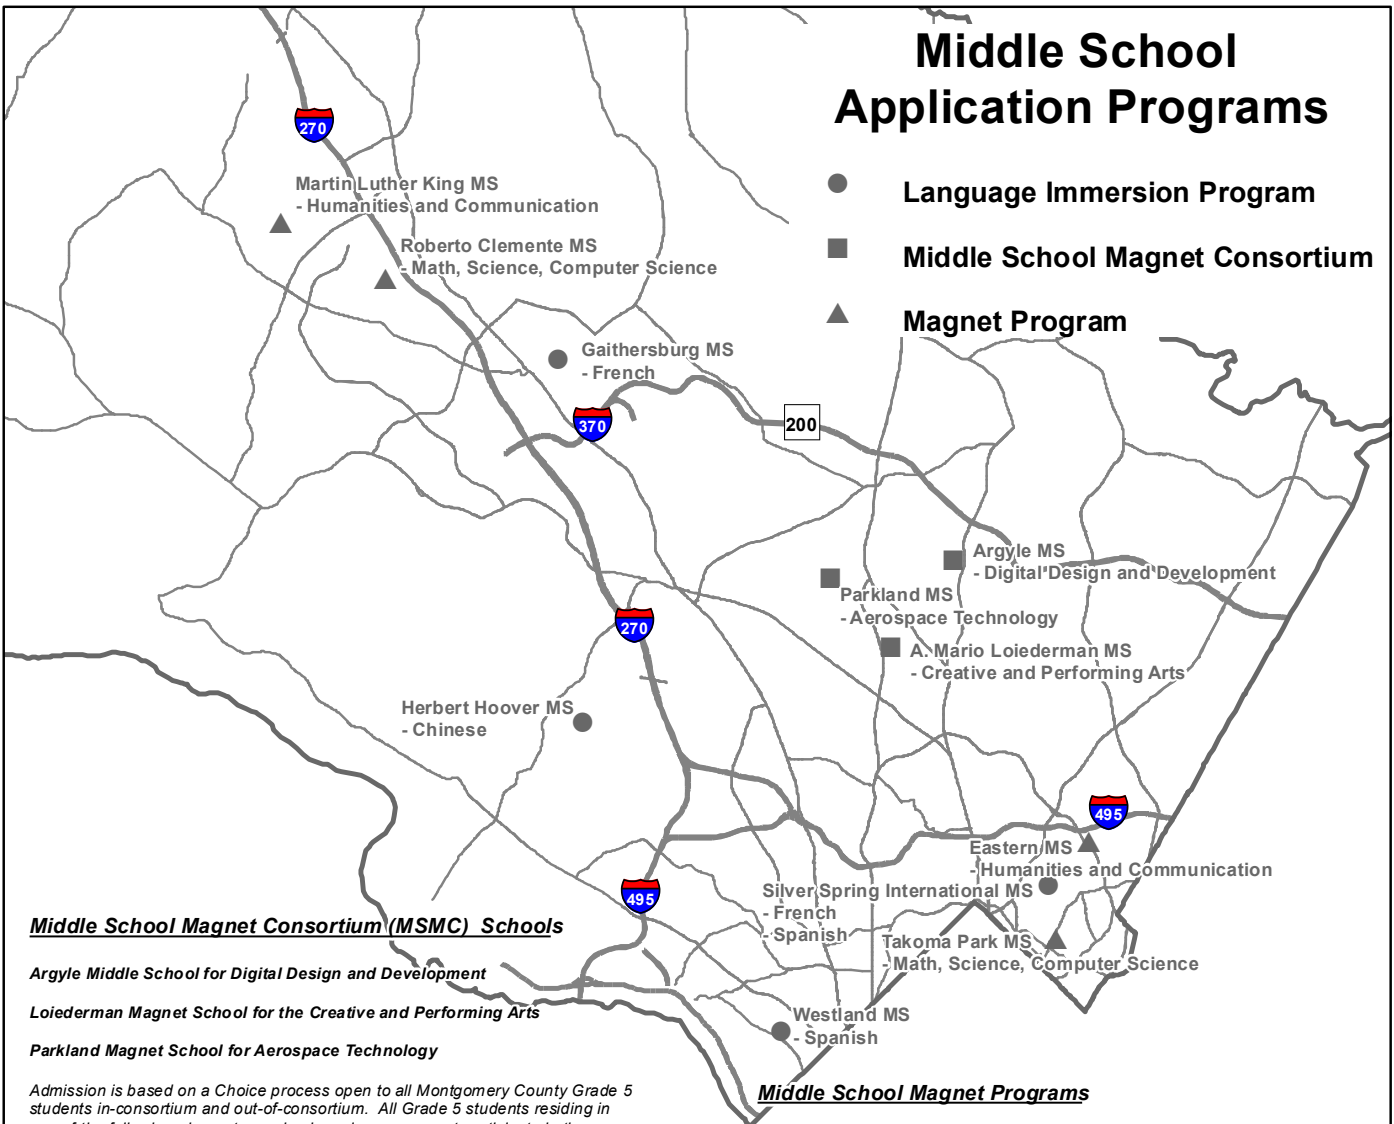 Middle School
Application Programs
Language Immersion Program
Middle School Magnet Consortium
Magnet Program
270
Martin Luther King MS
- Humanities and Communication
Roberto Clemente MS
- Math, Science, Computer Science
Gaithersburg MS
- French
370
200
Argyle MS
- Digital Design and Development
Parkland MS
- Aerospace Technology
270
A. Mario Loiederman MS
- Creative and Performing Arts
Herbert Hoover MS
- Chinese
495
Eastern MS
- Humanities and Communication
495
Silver Spring International MS
- French
- Spanish
Takoma Park MS
- Math, Science, Computer Science
Westland MS
- Spanish
Middle School Magnet Consortium (MSMC) Schools
Argyle Middle School for Digital Design and Development
Loiederman Magnet School for the Creative and Performing Arts
Parkland Magnet School for Aerospace Technology
Admission is based on a Choice process open to all Montgomery County Grade 5
students in-consortium and out-of-consortium. All Grade 5 students residing in
Middle School Magnet Programs